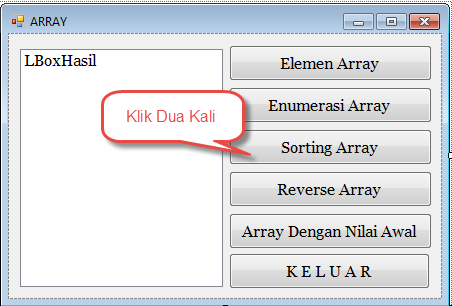 ARRAY
LBoxHasil
Elemen Array
Enumerasi Array
Klik Dua Kali
Sorting Array
Reverse Array
Array Dengan Nilai Awal
K E L U A R